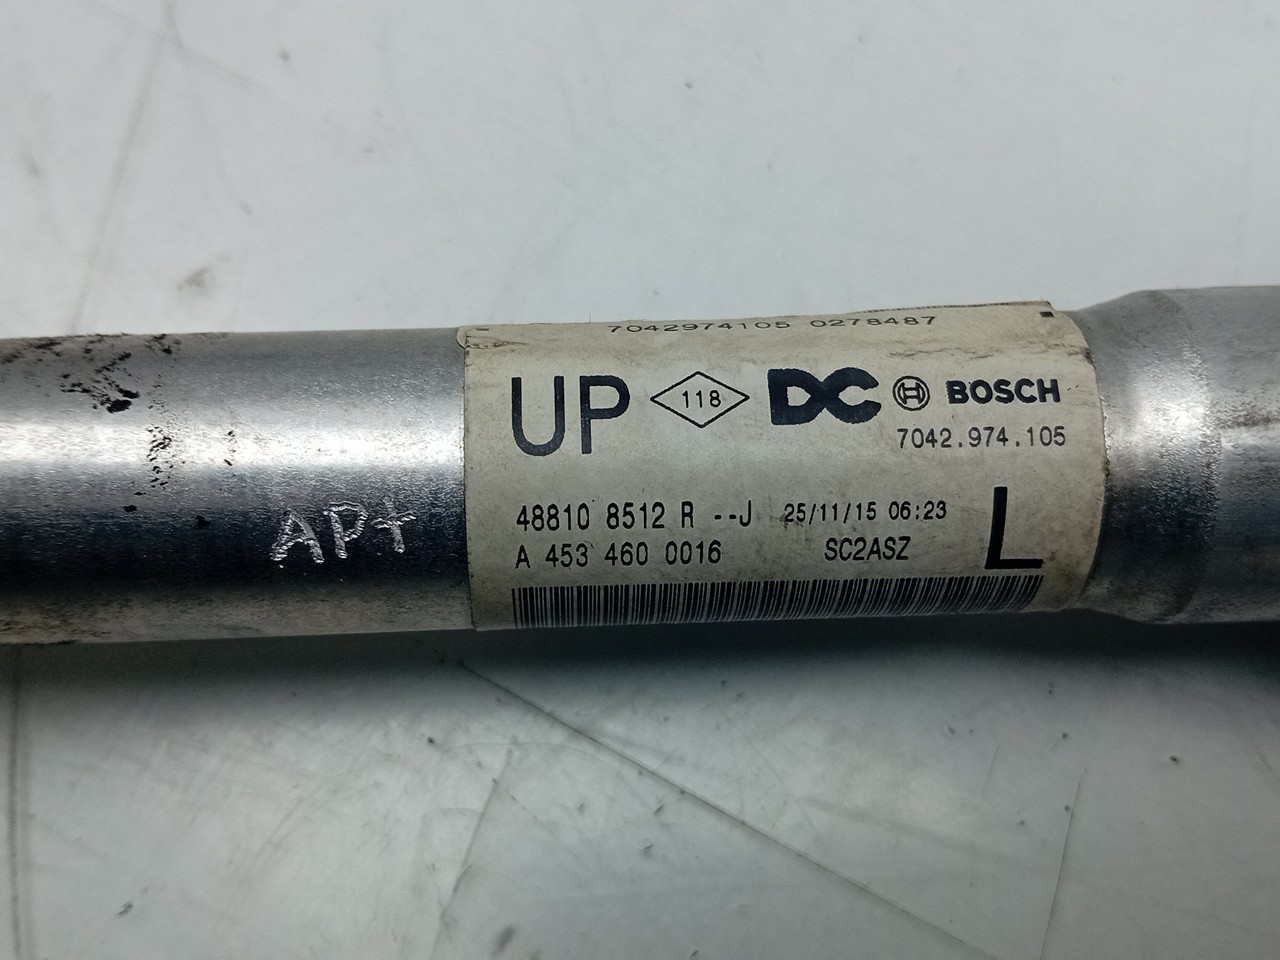 7042974105 0278487
UP 118 DC BOSCH
7042.974.105
48810 8512 R --J 25/11/15 06:23
A 453 460 0016 SC2ASZ L
APt